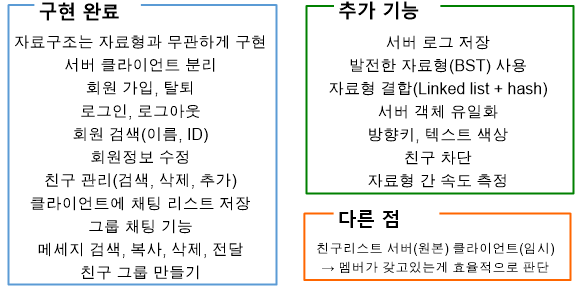 구현 완료
자료구조는 자료형과 무관하게 구현
서버 클라이언트 분리
회원 가입, 탈퇴
로그인, 로그아웃
회원 검색(이름, ID)
회원정보 수정
친구 관리(검색, 삭제, 추가)
클라이언트에 채팅 리스트 저장
그룹 채팅 기능
메세지 검색, 복사, 삭제, 전달
친구 그룹 만들기
추가 기능
서버 로그 저장
발전한 자료형(BST) 사용
자료형 결합(Linked list + hash)
서버 객체 유일화
방향키, 텍스트 색상
친구 차단
자료형 간 속도 측정
다른 점
친구리스트 서버(원본) 클라이언트(임시)
→ 멤버가 갖고있는게 효율적으로 판단